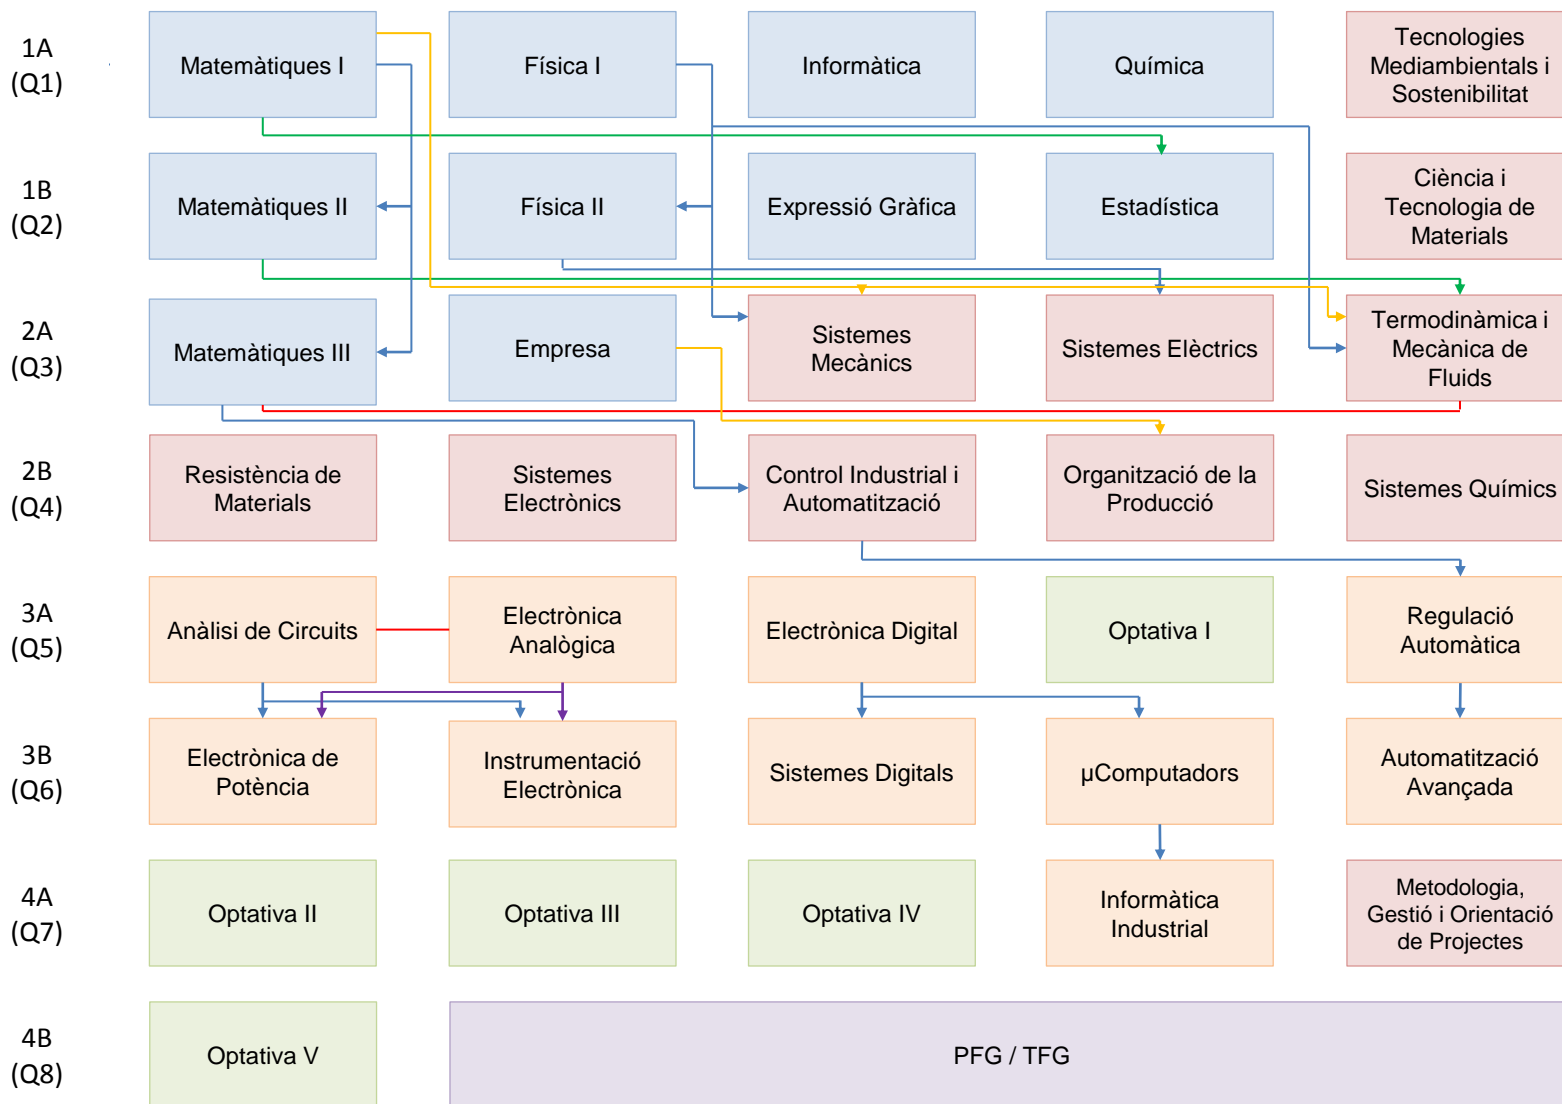 1A
(Q1)
Matemàtiques I
Física I
Informàtica
Química
Tecnologies
Mediambientals i
Sostenibilitat
1B
(Q2)
Matemàtiques II
Física II
Expressió Gràfica
Estadística
Ciència i
Tecnologia de
Materials
2A
(Q3)
Matemàtiques III
Empresa
Sistemes
Mecànics
Sistemes Elèctrics
Termodinàmica i
Mecànica de
Fluids
2B
(Q4)
Resistència de
Materials
Sistemes
Electrònics
Control Industrial i
Automatització
Organització de la
Producció
Sistemes Químics
3A
(Q5)
Anàlisi de Circuits
Electrònica
Analògica
Electrònica Digital
Optativa I
Regulació
Automàtica
3B
(Q6)
Electrònica de
Potència
Instrumentació
Electrònica
Sistemes Digitals
µComputadors
Automatització
Avançada
4A
(Q7)
Optativa II
Optativa III
Optativa IV
Informàtica
Industrial
Metodologia,
Gestió i Orientació
de Projectes
4B
(Q8)
Optativa V
PFG / TFG